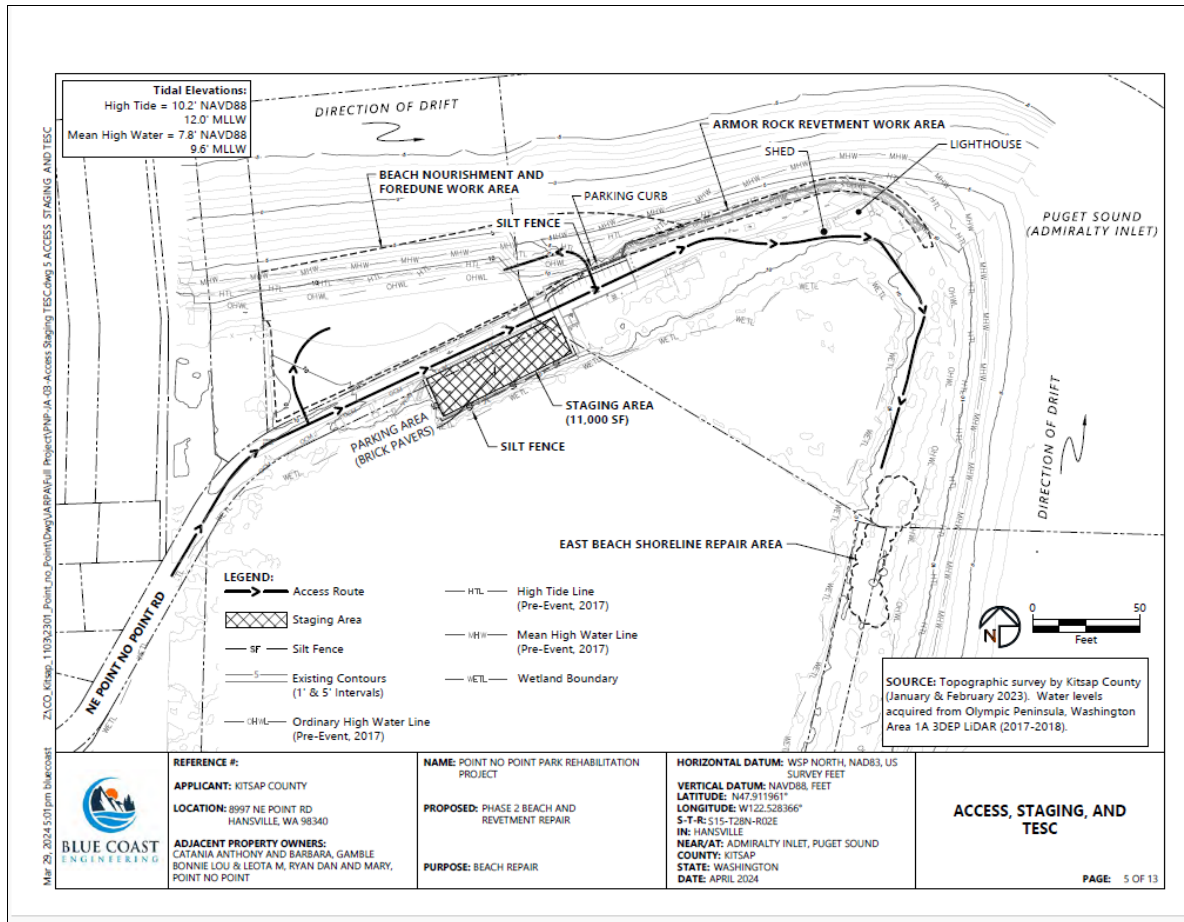 Tidal Elevations:
High Tide = 10.2' NAVD88
12.0' MLLW
Mean High Water = 7.8' NAVD88
9.6' MLLW
DIRECTION OF DRIFT
ARMOR ROCK REVETMENT WORK AREA
LIGHTHOUSE
SHED
BEACH NOURISHMENT AND
FOREDUNE WORK AREA
PARKING CURB
SILT FENCE
PUGET SOUND
(ADMIRALTY INLET)
MHW
HTL
OHWL
WETL
STAGING AREA
(11,000 SF)
PARKING AREA
(BRICK PAVERS)
SILT FENCE
DIRECTION OF DRIFT
EAST BEACH SHORELINE REPAIR AREA
NE POINT NO POINT RD
LEGEND:
Access Route
Staging Area
SF Silt Fence
5 Existing Contours
(1' & 5' Intervals)
OHWL Ordinary High Water Line
(Pre-Event, 2017)
HTL High Tide Line
(Pre-Event, 2017)
MHW Mean High Water Line
(Pre-Event, 2017)
WETL Wetland Boundary
N
0 50
Feet
SOURCE: Topographic survey by Kitsap County
(January & February 2023). Water levels
acquired from Olympic Peninsula, Washington
Area 1A 3DEP LiDAR (2017-2018).
Mar 29, 2024 5:01pm bluecoast
BLUE COAST
ENGINEERING
REFERENCE #:
APPLICANT: KITSAP COUNTY
LOCATION: 8997 NE POINT RD
HANSVILLE, WA 98340
ADJACENT PROPERTY OWNERS:
CATANIA ANTHONY AND BARBARA, GAMBLE
BONNIE LOU & LEOTA M, RYAN DAN AND MARY,
POINT NO POINT
NAME: POINT NO POINT PARK REHABILITATION
PROJECT
PROPOSED: PHASE 2 BEACH AND
REVETMENT REPAIR
PURPOSE: BEACH REPAIR
HORIZONTAL DATUM: WSP NORTH, NAD83, US
SURVEY FEET
VERTICAL DATUM: NAVD88, FEET
LATITUDE: N47.911961°
LONGITUDE: W122.528366°
S-T-R: S15-T28N-R02E
IN: HANSVILLE
NEAR/AT: ADMIRALTY INLET, PUGET SOUND
COUNTY: KITSAP
STATE: WASHINGTON
DATE: APRIL 2024
ACCESS, STAGING, AND
TESC
PAGE: 5 OF 13